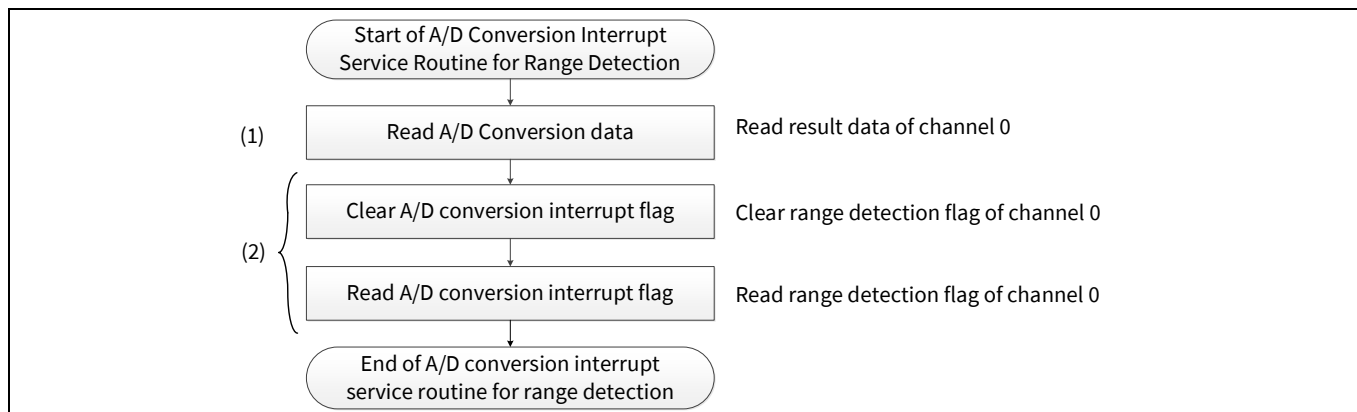 Start of A/D Conversion Interrupt
Service Routine for Range Detection
(1)
Read A/D Conversion data
Read result data of channel 0
(2)
Clear A/D conversion interrupt flag
Clear range detection flag of channel 0
Read A/D conversion interrupt flag
Read range detection flag of channel 0
End of A/D conversion interrupt
service routine for range detection